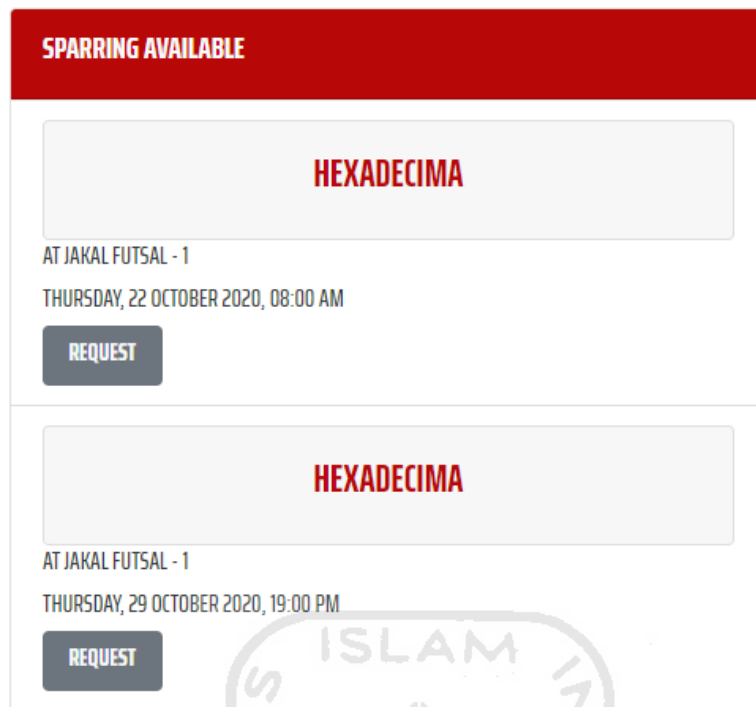 SPARRING AVAILABLE
HEXADECIMA
AT JAKAL FUTSAL - 1
THURSDAY, 22 OCTOBER 2020, 08:00 AM
REQUEST
HEXADECIMA
AT JAKAL FUTSAL - 1
THURSDAY, 29 OCTOBER 2020, 19:00 PM
REQUEST
ISLAM